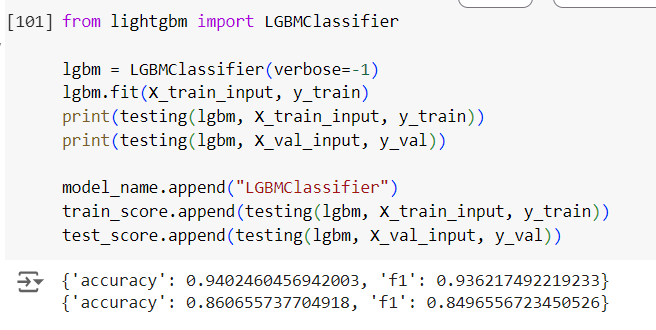 [101] from lightgbm import LGBMClassifier
lgbm = LGBMClassifier(verbose=-1)
lgbm.fit(X_train_input, y_train)
print(testing(lgbm, X_train_input, y_train))
print(testing(lgbm, X_val_input, y_val))
model_name.append("LGBMClassifier")
train_score.append(testing(lgbm, X_train_input, y_train))
test_score.append(testing(lgbm, X_val_input, y_val))
{'accuracy': 0.9402460456942003, 'f1': 0.936217492219233}
{'accuracy': 0.860655737704918, 'f1': 0.8496556723450526}